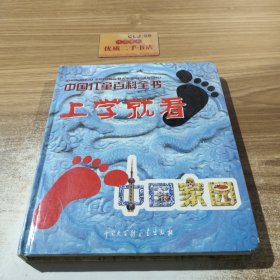 优质二手书店
中国儿童百科全书
上学就看
中国家园
中国大百科全书出版社